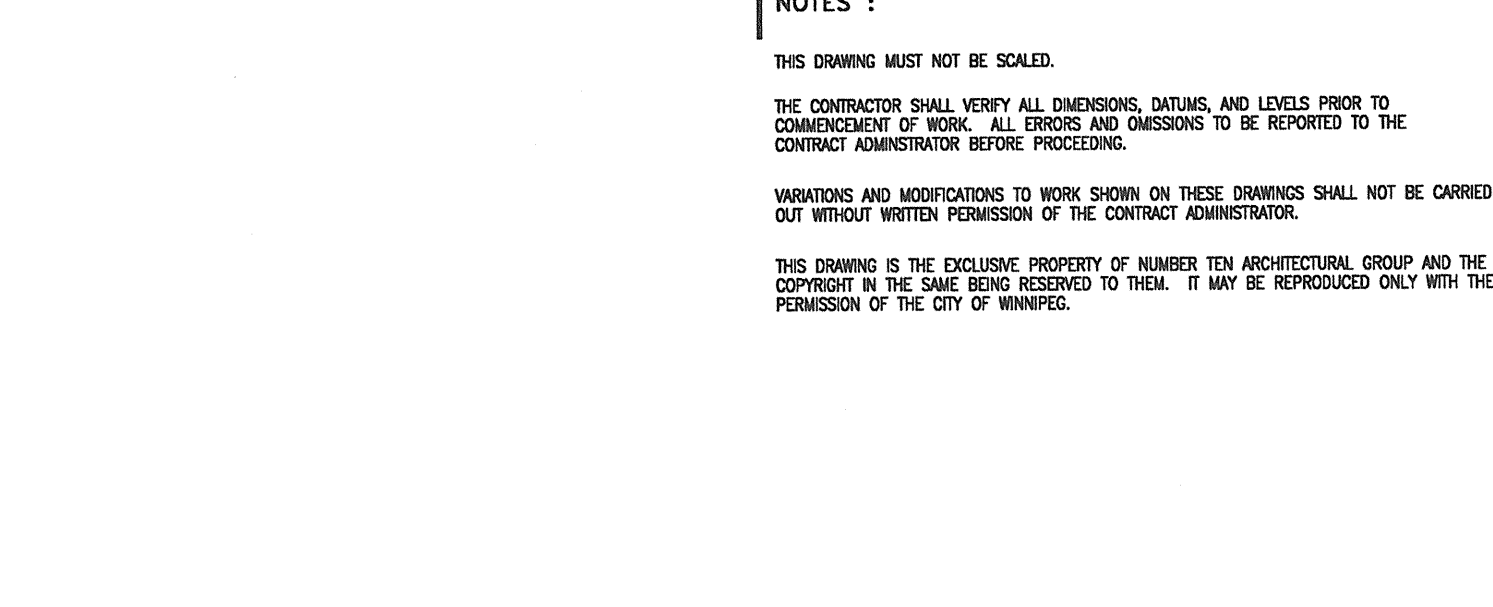 NOTES :
THIS DRAWING MUST NOT BE SCALED.
THE CONTRACTOR SHALL VERIFY ALL DIMENSIONS, DATUMS, AND LEVELS PRIOR TO
COMMENCEMENT OF WORK. ALL ERRORS AND OMISSIONS TO BE REPORTED TO THE
CONTRACT ADMINSTRATOR BEFORE PROCEEDING.
VARIATIONS AND MODIFICATIONS TO WORK SHOWN ON THESE DRAWINGS SHALL NOT BE CARRIED
OUT WITHOUT WRITTEN PERMISSION OF THE CONTRACT ADMINISTRATOR.
THIS DRAWING IS THE EXCLUSIVE PROPERTY OF NUMBER TEN ARCHITECTURAL GROUP AND THE
COPYRIGHT IN THE SAME BEING RESERVED TO THEM. IT MAY BE REPRODUCED ONLY WITH THE
PERMISSION OF THE CITY OF WINNIPEG.